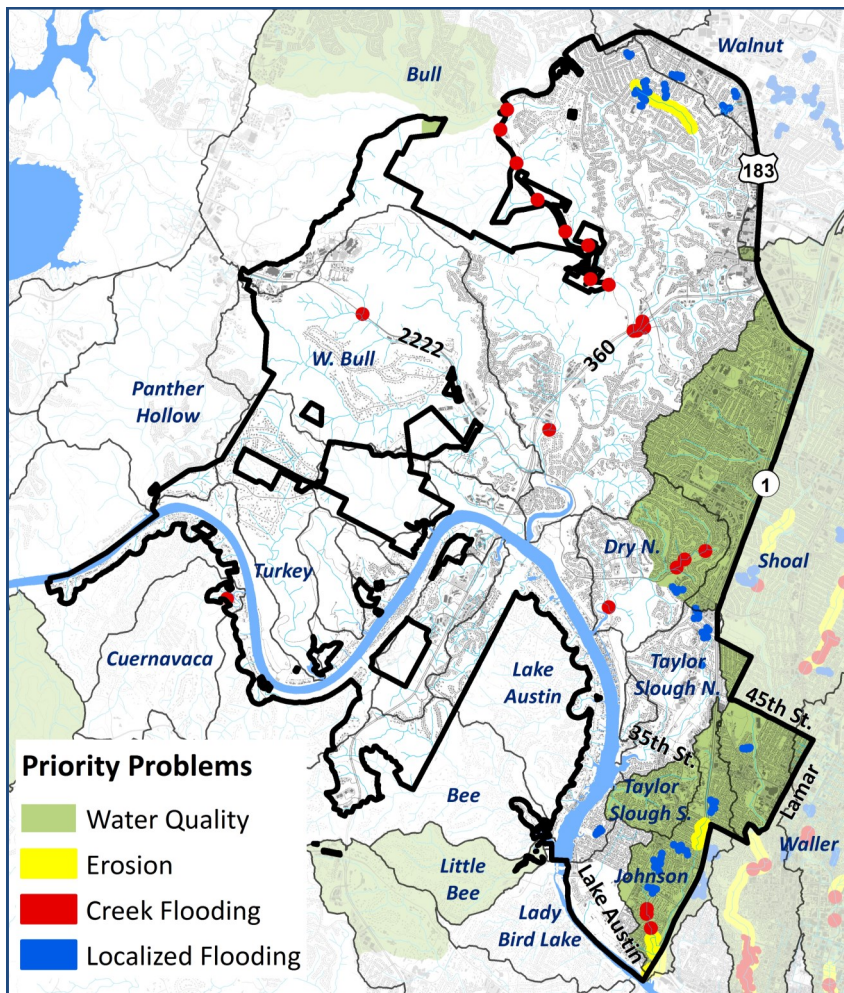 Walnut
Bull
183
2222
W. Bull
360
Panther
Hollow
1
Dry N.
Shoal
Turkey
Cuernavaca
Lake
Austin
Taylor
Slough N.
45th St.
35th St.
Priority Problems
Water Quality
Erosion
Creek Flooding
Localized Flooding
Bee
Taylor
Slough S.
Lamar
Waller
Little
Bee
Johnson
Lake Austin
Lady
Bird Lake